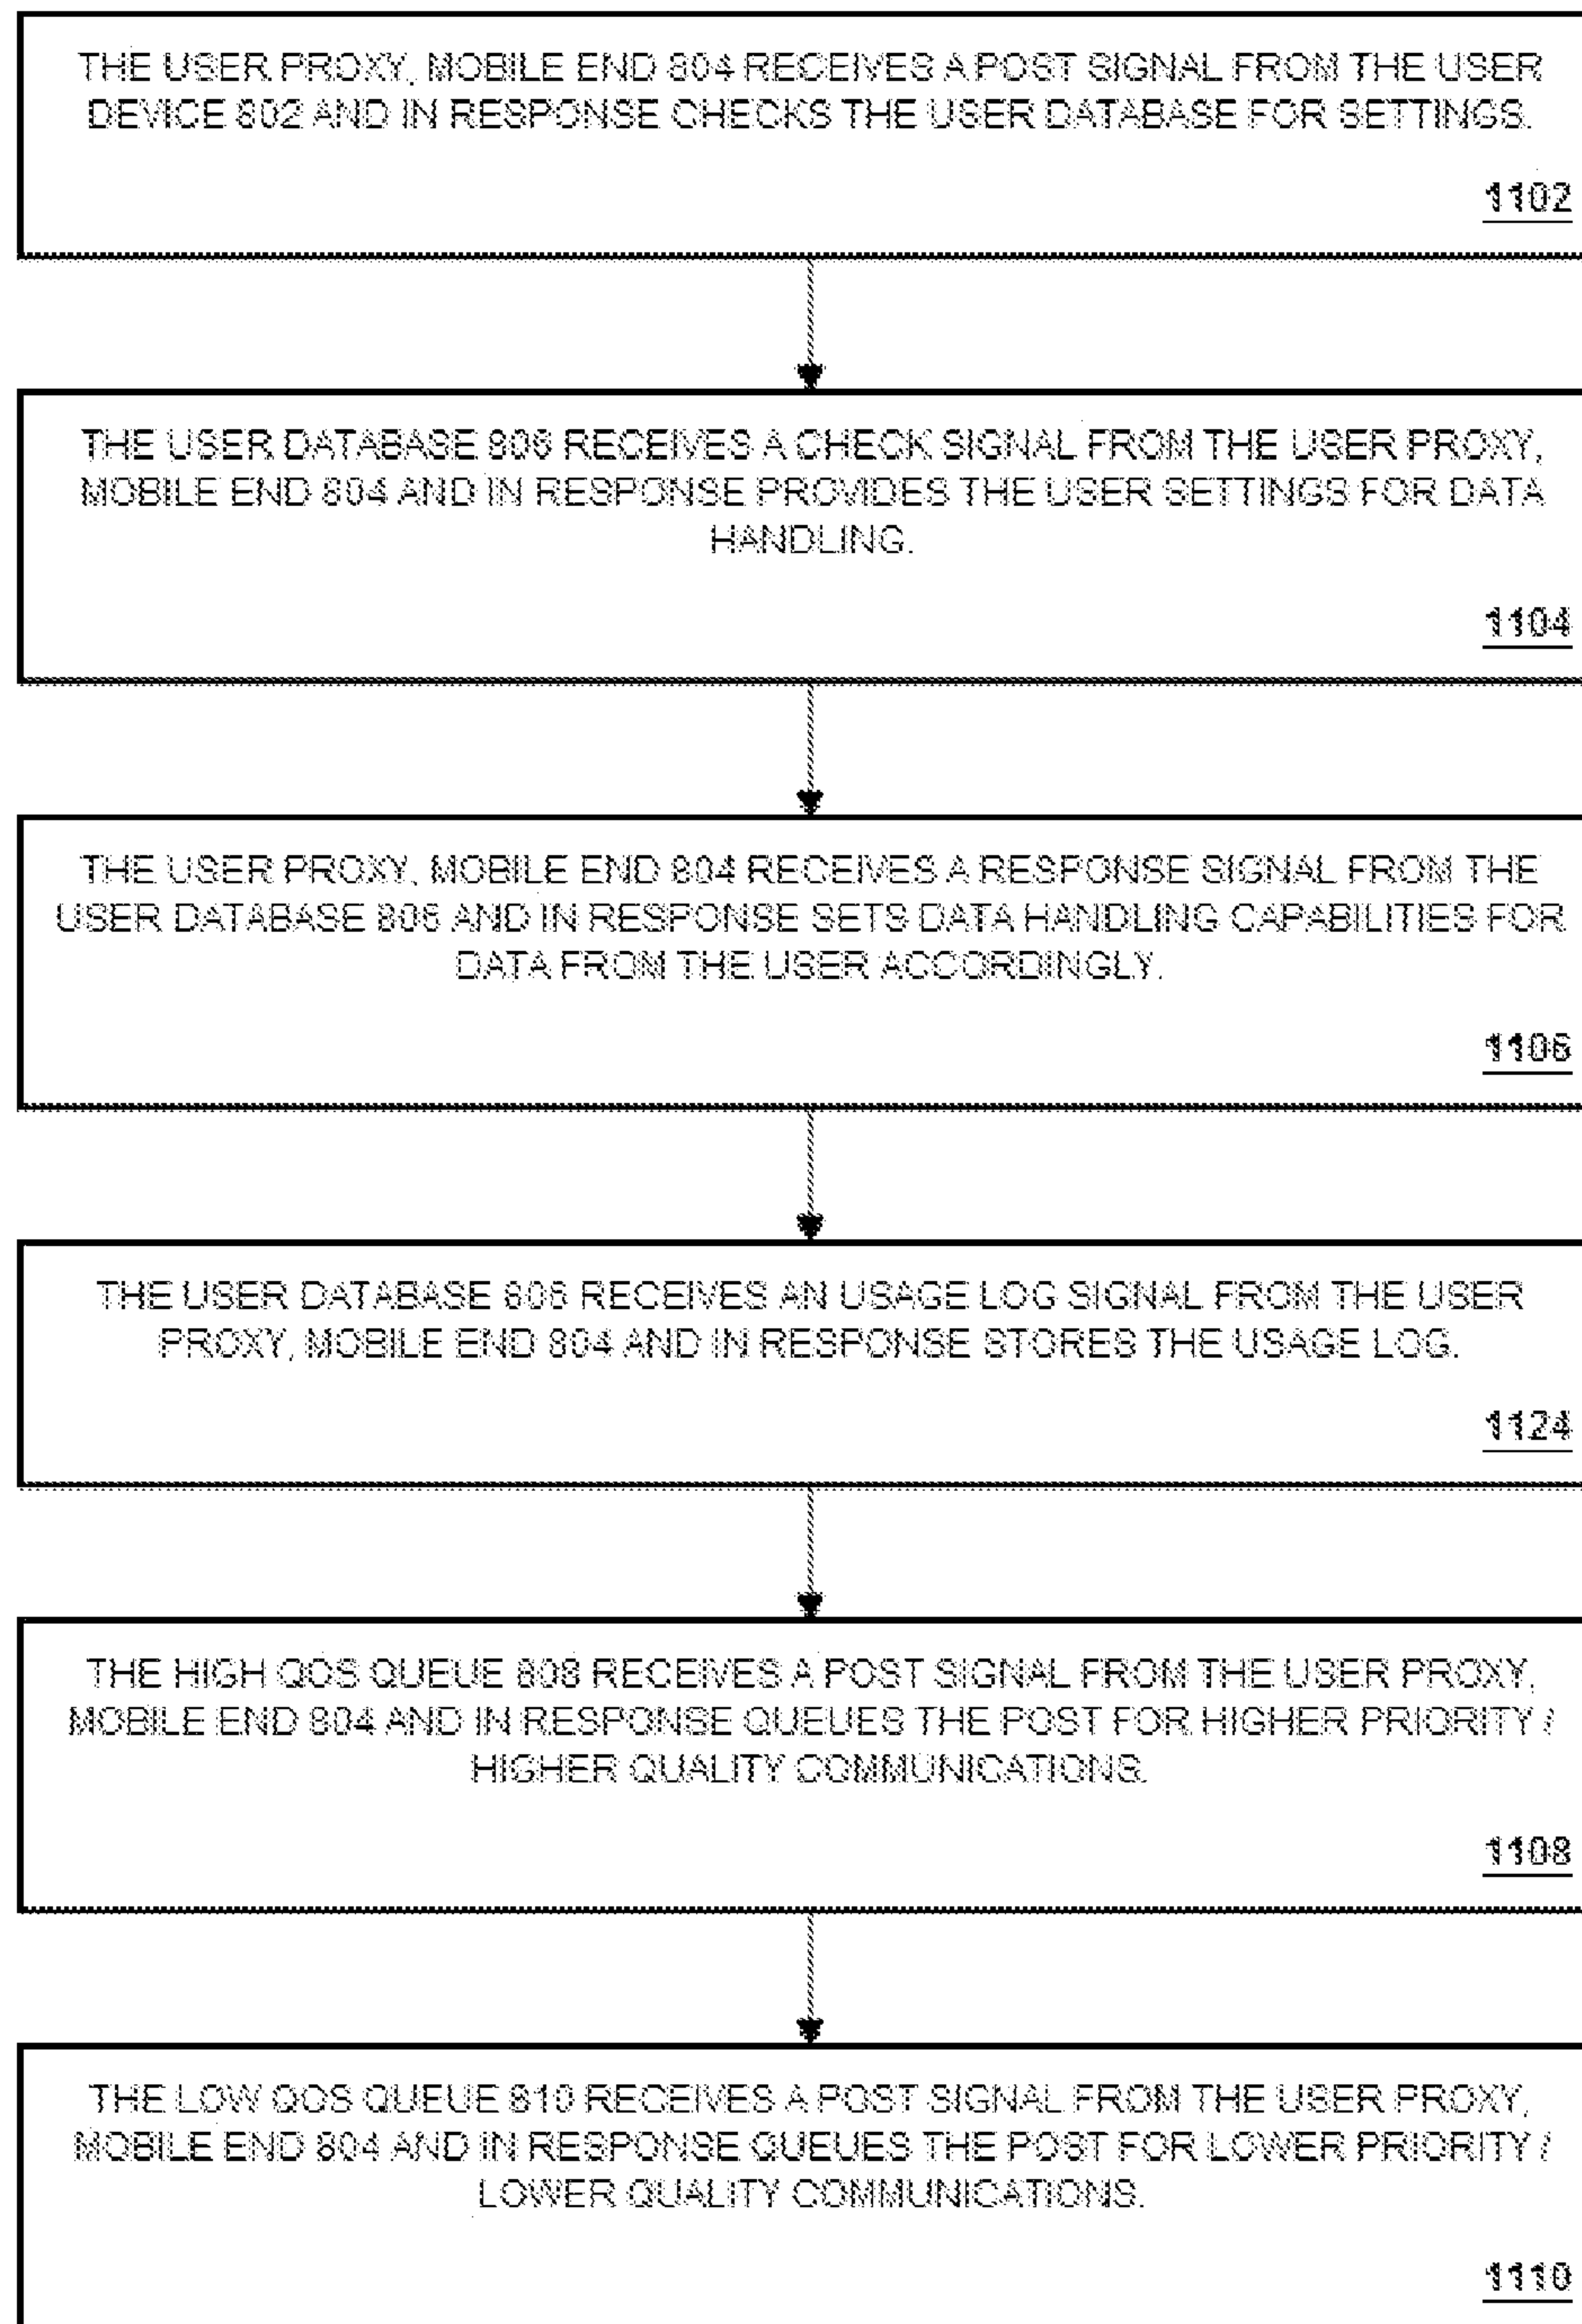 THE USER PROXY, MOBILE END 804 RECEIVES A POST SIGNAL FROM THE USER
DEVICE 802 AND IN RESPONSE CHECKS THE USER DATABASE FOR SETTINGS.
1102
THE USER DATABASE 806 RECEIVES A CHECK SIGNAL FROM THE USER PROXY,
MOBILE END 804 AND IN RESPONSE PROVIDES THE USER SETTINGS FOR DATA
HANDLING.
1104
THE USER PROXY, MOBILE END 804 RECEIVES A RESPONSE SIGNAL FROM THE
USER DATABASE 806 AND IN RESPONSE SETS DATA HANDLING CAPABILITIES FOR
DATA FROM THE USER ACCORDINGLY.
1106
THE USER DATABASE 806 RECEIVES AN USAGE LOG SIGNAL FROM THE USER
PROXY, MOBILE END 804 AND IN RESPONSE STORES THE USAGE LOG.
1124
THE HIGH QOS QUEUE 808 RECEIVES A POST SIGNAL FROM THE USER PROXY,
MOBILE END 804 AND IN RESPONSE QUEUES THE POST FOR HIGHER PRIORITY /
HIGHER QUALITY COMMUNICATIONS.
1108
THE LOW QOS QUEUE 810 RECEIVES A POST SIGNAL FROM THE USER PROXY,
MOBILE END 804 AND IN RESPONSE QUEUES THE POST FOR LOWER PRIORITY /
LOWER QUALITY COMMUNICATIONS.
1110